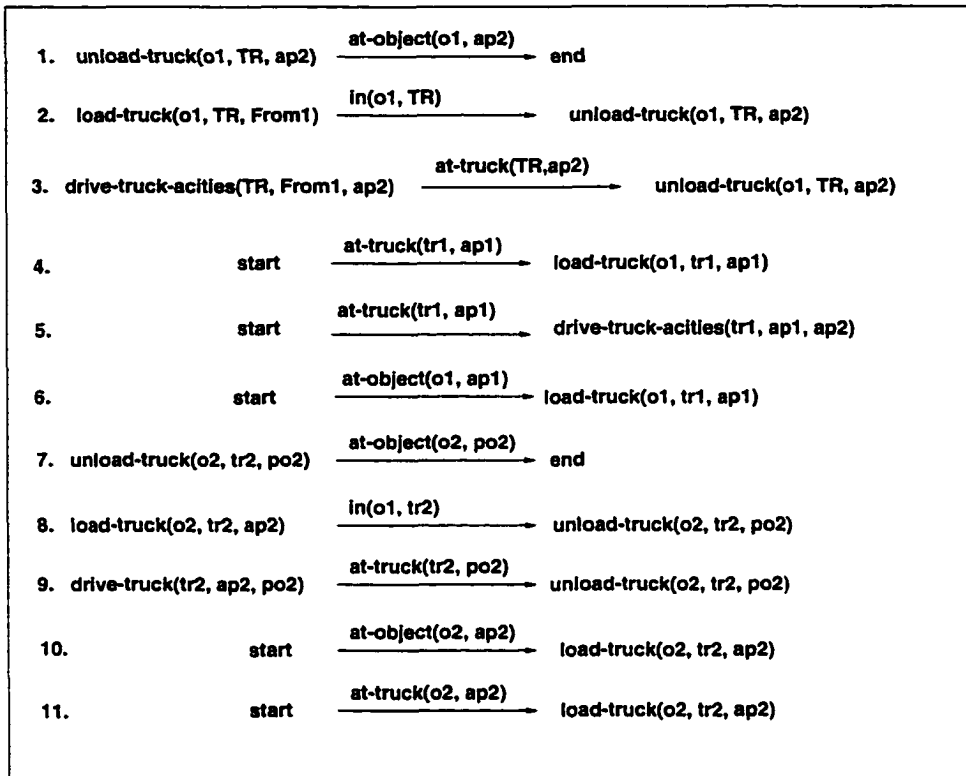 1. unload-truck(o1, TR, ap2) at-object(o1, ap2) end
2. load-truck(o1, TR, From1) in(o1, TR) unload-truck(o1, TR, ap2)
3. drive-truck-acities(TR, From1, ap2) at-truck(TR,ap2) unload-truck(o1, TR, ap2)
4. start at-truck(tr1, ap1) load-truck(o1, tr1, ap1)
5. start at-truck(tr1, ap1) drive-truck-acities(tr1, ap1, ap2)
6. start at-object(o1, ap1) load-truck(o1, tr1, ap1)
7. unload-truck(o2, tr2, po2) at-object(o2, po2) end
8. load-truck(o2, tr2, ap2) in(o1, tr2) unload-truck(o2, tr2, po2)
9. drive-truck(tr2, ap2, po2) at-truck(tr2, po2) unload-truck(o2, tr2, po2)
10. start at-object(o2, ap2) load-truck(o2, tr2, ap2)
11. start at-truck(o2, ap2) load-truck(o2, tr2, ap2)